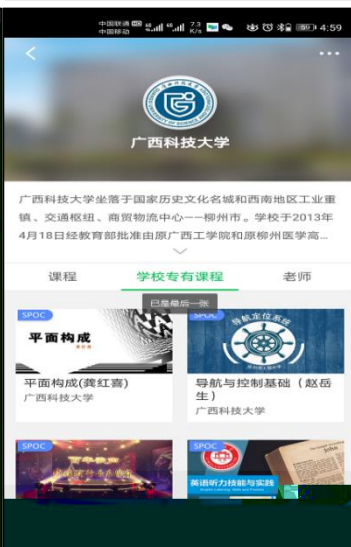 中国联通 HD
中国移动
7.3
K/s
4:59
广西科技大学
广西科技大学坐落于国家历史文化名城和西南地区工业重
镇、交通枢纽、商贸物流中心——柳州市。学校于2013年
4月18日经教育部批准由原广西工学院和原柳州医学高...
课程
学校专有课程
老师
已是最后一张
SPOC
平面构成
SPOC
导航定位系统
平面构成(龚红喜)
广西科技大学
导航与控制基础（赵岳
生）
广西科技大学
SPOC
SPOC
英语听力技能与实践